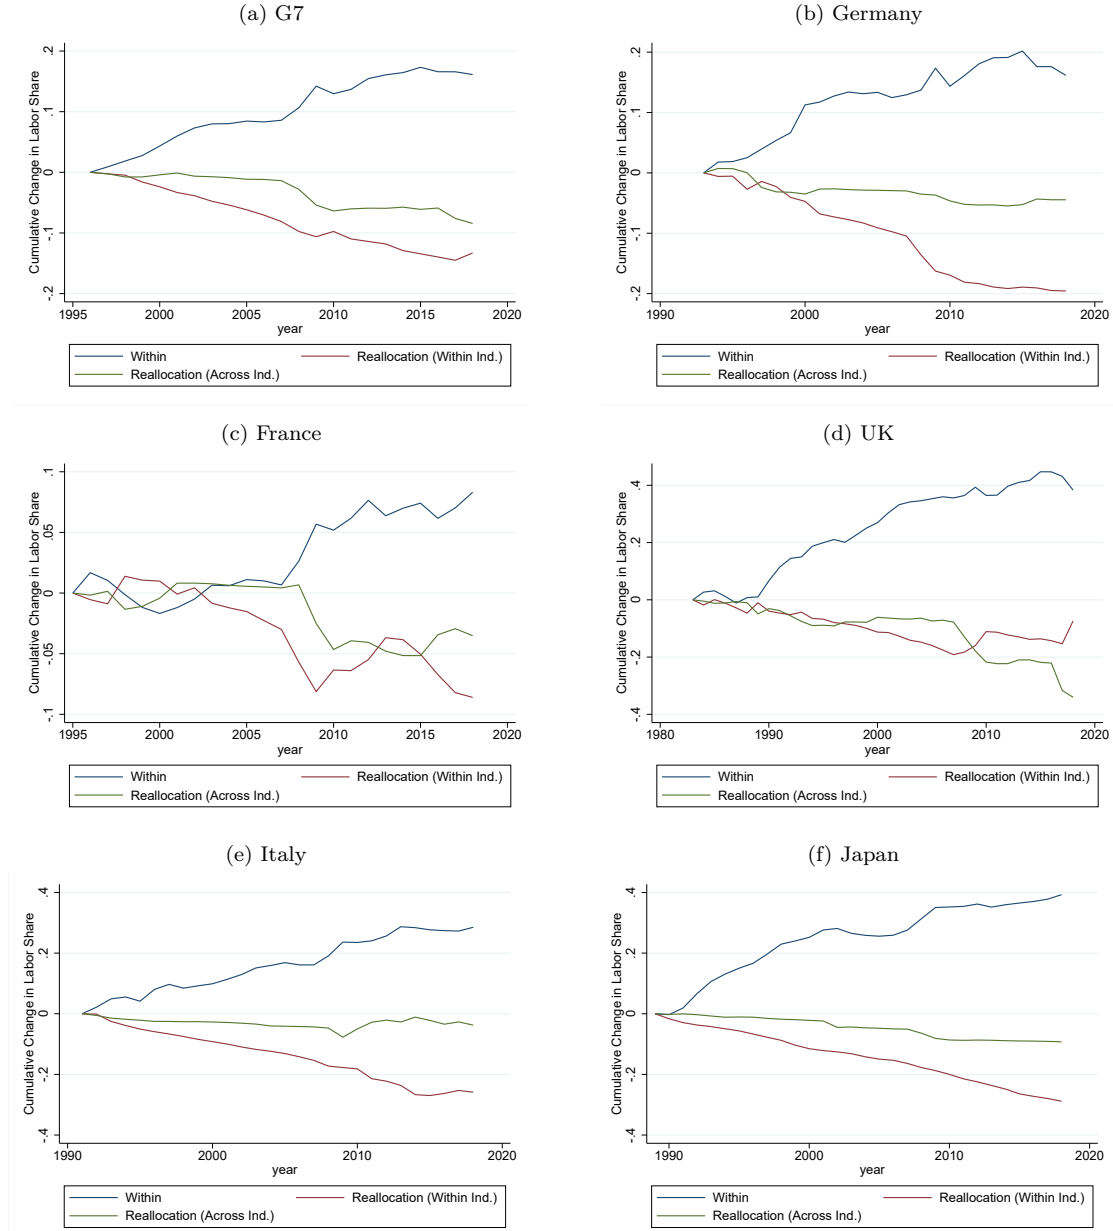 (a) G7
(b) Germany
Cumulative Change in Labor Share
.2
.1
0
-.1
-.2
1995 2000 2005 2010 2015 2020
year
Within
Reallocation (Within Ind.)
Reallocation (Across Ind.)
Cumulative Change in Labor Share
.2
.1
0
-.1
-.2
1990 2000 2010 2020
year
Within
Reallocation (Within Ind.)
Reallocation (Across Ind.)
(c) France
(d) UK
Cumulative Change in Labor Share
.1
.05
0
-.05
-.1
1995 2000 2005 2010 2015 2020
year
Within
Reallocation (Within Ind.)
Reallocation (Across Ind.)
Cumulative Change in Labor Share
.4
.2
0
-.2
-.4
1980 1990 2000 2010 2020
year
Within
Reallocation (Within Ind.)
Reallocation (Across Ind.)
(e) Italy
(f) Japan
Cumulative Change in Labor Share
.4
.2
0
-.2
-.4
1990 2000 2010 2020
year
Within
Reallocation (Within Ind.)
Reallocation (Across Ind.)
Cumulative Change in Labor Share
.4
.2
0
-.2
-.4
1990 2000 2010 2020
year
Within
Reallocation (Within Ind.)
Reallocation (Across Ind.)